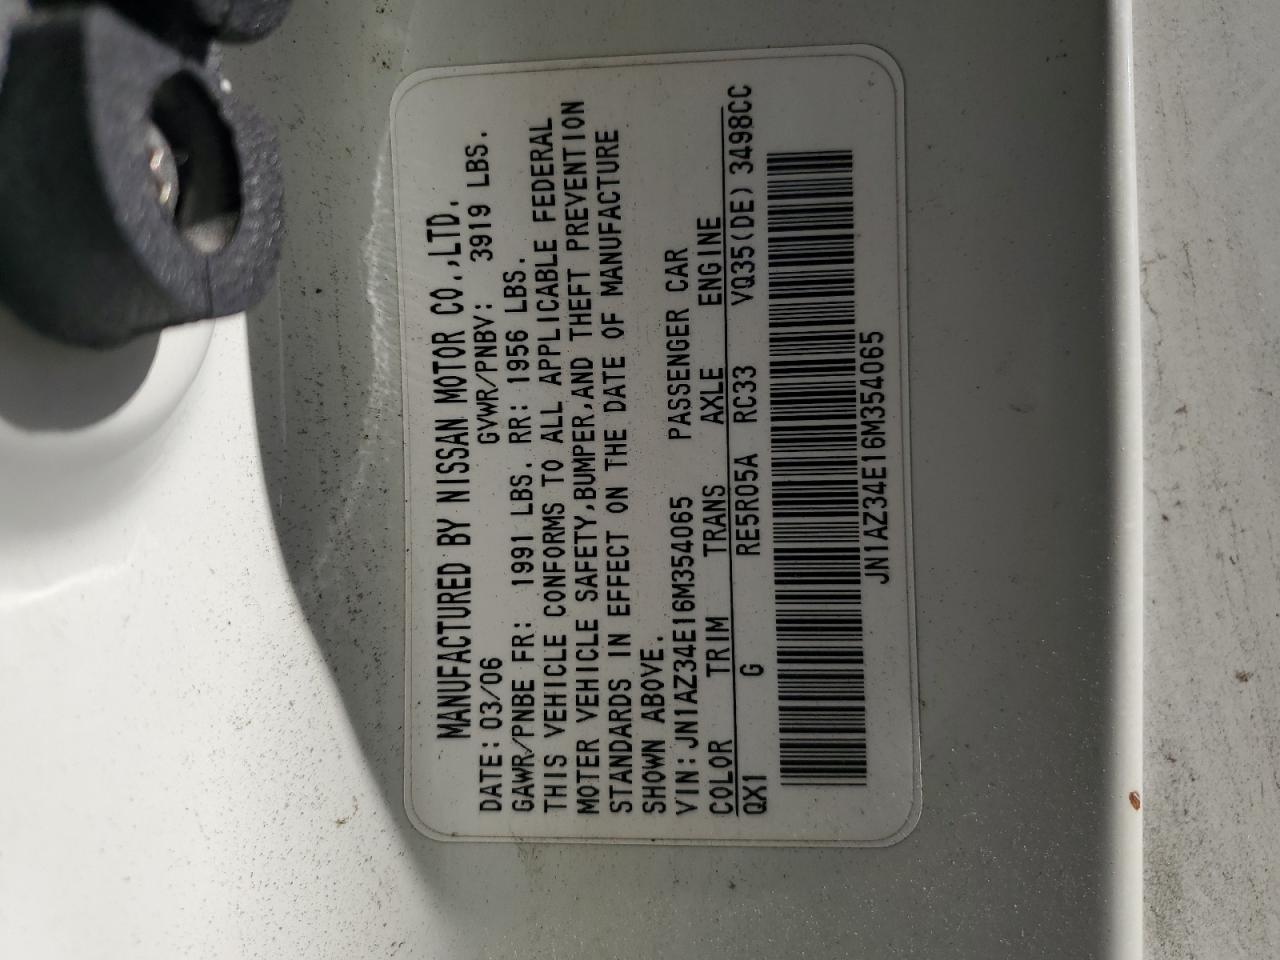 MANUFACTURED BY NISSAN MOTOR CO.,LTD.
DATE: 03/06 GVWR/PNBV: 3919 LBS.
GAWR/PNBE FR: 1991 LBS. RR: 1956 LBS.
THIS VEHICLE CONFORMS TO ALL APPLICABLE FEDERAL
MOTER VEHICLE SAFETY,BUMPER,AND THEFT PREVENTION
STANDARDS IN EFFECT ON THE DATE OF MANUFACTURE
SHOWN ABOVE.
VIN: JN1AZ34E16M354065 PASSENGER CAR
COLOR TRIM TRANS AXLE ENGINE
QX1 G RE5R05A RC33 VQ35(DE) 3498CC
JN1AZ34E16M354065